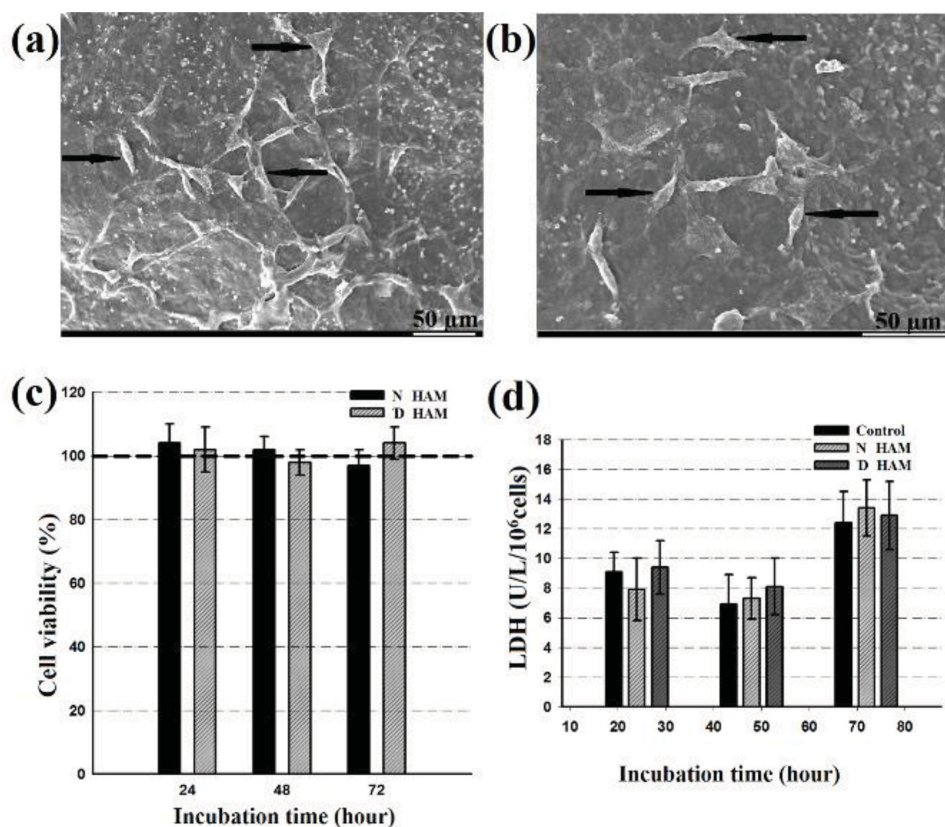 (a)
50 µm
(b)
50 µm
(c)
N HAM
D HAM
120
100
80
60
40
20
0
Cell viability (%)
24 48 72
Incubation time (hour)
(d)
Control
N HAM
D HAM
18
16
14
12
10
8
6
4
2
0
LDH (U/L/10⁶cells)
10 20 30 40 50 60 70 80
Incubation time (hour)